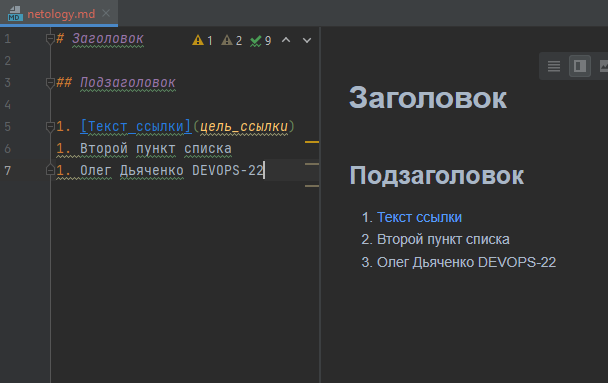 netology.md
1 # Заголовок 1 2 9
2
3 ## Подзаголовок
4
5 1. [Текст ссылки](цель_ссылки)
6 1. Второй пункт списка
7 1. Олег Дьяченко DEVOPS-22
Заголовок
Подзаголовок
1. Текст ссылки
2. Второй пункт списка
3. Олег Дьяченко DEVOPS-22